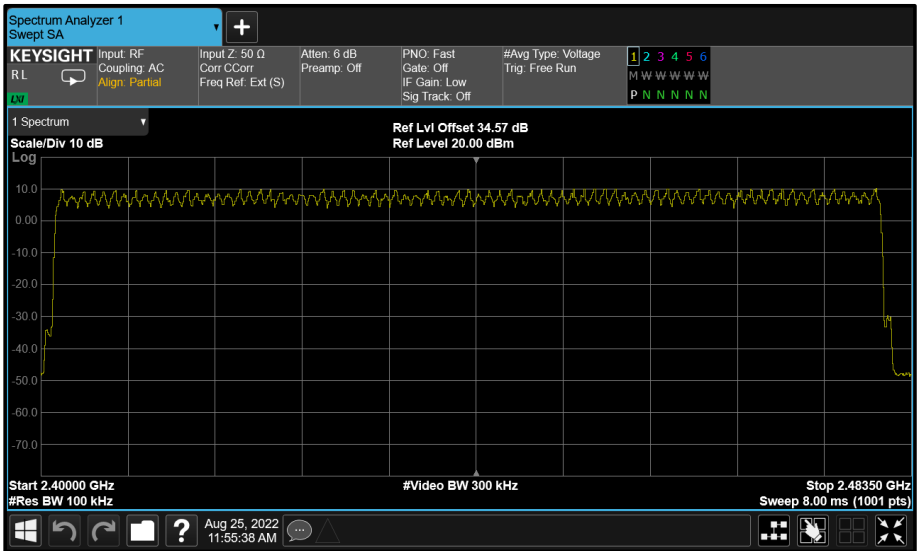 Spectrum Analyzer 1
Swept SA
+
KEYSIGHT
RL
LXI
Input: RF
Coupling: AC
Align: Partial
Input Z: 50 Ω
Corr CCorr
Freq Ref: Ext (S)
Atten: 6 dB
Preamp: Off
PNO: Fast
Gate: Off
IF Gain: Low
Sig Track: Off
#Avg Type: Voltage
Trig: Free Run
1 2 3 4 5 6
M W W W W W
P N N N N N
1 Spectrum
Scale/Div 10 dB
Ref Lvl Offset 34.57 dB
Ref Level 20.00 dBm
Log
10.0
0.00
-10.0
-20.0
-30.0
-40.0
-50.0
-60.0
-70.0
Start 2.40000 GHz
#Video BW 300 kHz
Stop 2.48350 GHz
#Res BW 100 kHz
Sweep 8.00 ms (1001 pts)
?
Aug 25, 2022
11:55:38 AM